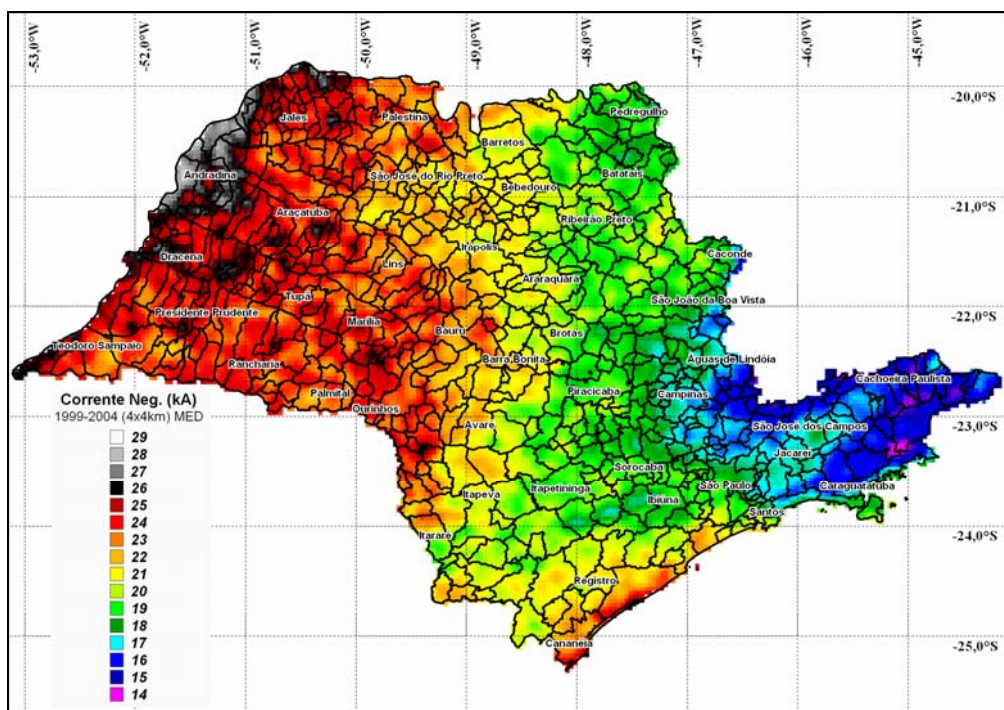 -53,0°W
-52,0°W
-51,0°W
-50,0°W
-49,0°W
-48,0°W
-47,0°W
-46,0°W
-45,0°W
-20,0°S
-21,0°S
-22,0°S
-23,0°S
-24,0°S
-25,0°S
Jales
Palestina
Pedregulho
Barretos
Andradina
São José do Rio Preto
Bebedouro
Batatais
Araçatuba
Ribeirão Preto
Dracena
Lins
Itópolis
Caconde
Araraquara
Tupã
São João da Boa Vista
Presidente Prudente
Marília
Bauru
Brotas
Teodoro Sampaio
Rancharia
Barra Bonita
Águas de Lindóia
Cachoeira Paulista
Palmital
Piracicaba
Campinas
Ourinhos
Avaré
São José dos Campos
Jacareí
Sorocaba
São Paulo
Caraguatatuba
Itapeva
Itapetininga
Ibiuna
Santos
Itararé
Registro
Cananéia
Corrente Neg. (kA)
1999-2004 (4x4km) MED
29
28
27
26
25
24
23
22
21
20
19
18
17
16
15
14